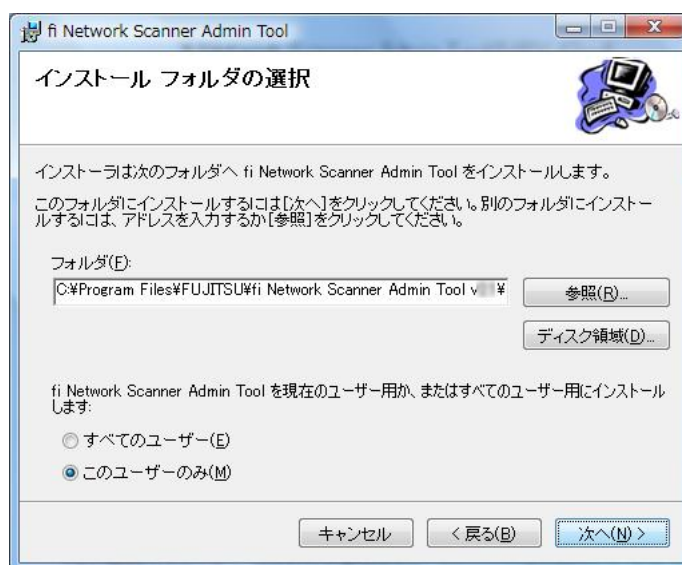 fi Network Scanner Admin Tool
インストール フォルダの選択
インストーラは次のフォルダへ fi Network Scanner Admin Tool をインストールします。
このフォルダにインストールするには[次へ]をクリックしてください。別のフォルダにインストー
ルするには、アドレスを入力するか[参照]をクリックしてください。
フォルダ(F):
C:¥Program Files¥FUJITSU¥fi Network Scanner Admin Tool v ¥
参照(R)...
ディスク領域(D)...
fi Network Scanner Admin Tool を現在のユーザー用か、またはすべてのユーザー用にインストール
します:
すべてのユーザー(E)
このユーザーのみ(M)
キャンセル
< 戻る(B)
次へ(N) >